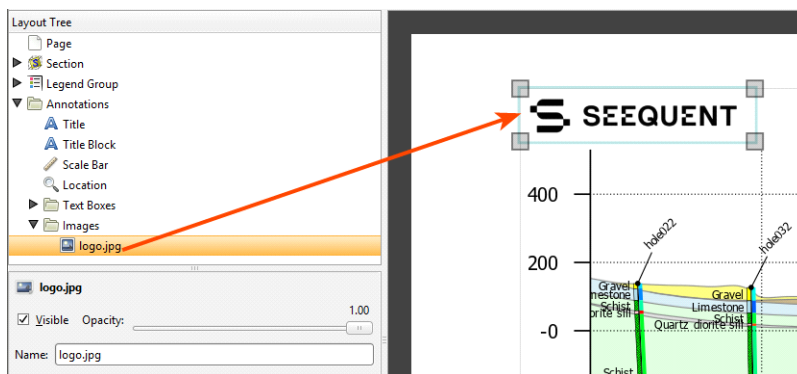 Layout Tree
Page
Section
Legend Group
Annotations
Title
Title Block
Scale Bar
Location
Text Boxes
Images
logo.jpg
logo.jpg
Visible Opacity: 1.00
Name: logo.jpg
SEEQUENT
400
200
-0
hole022
hole032
Gravel
mestone
Schist
orite sill
Gravel
Limestone
Schist
Quartz diorite sill
Schist